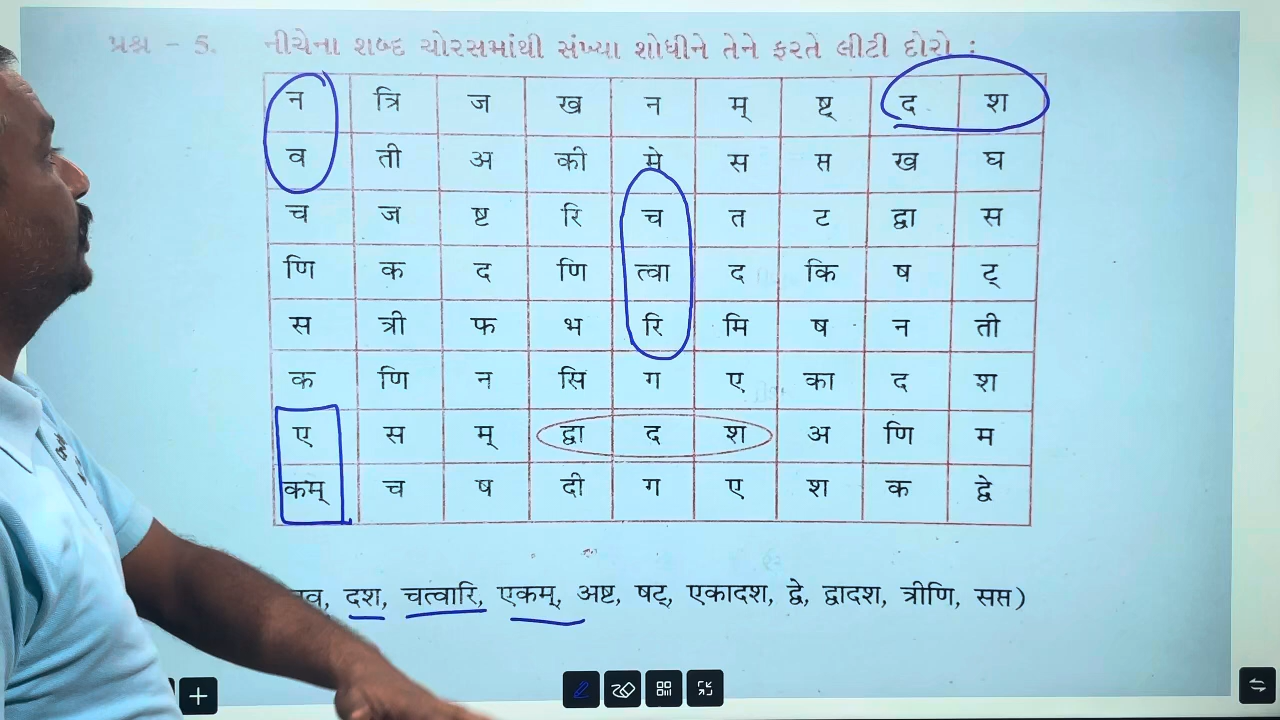 પ્રશ્ન - 5. નીચેના શબ્દ ચોરસમાંથી સંખ્યા શોધીને તેને ફરતે લીટી દોરો :
न त्रि ज ख न म् ष्ट् द श
व ती अ की मे स प्त ख घ
च ज ष्ट रि च त ट द्वा स
णि क द णि त्वा द कि ष ट्
स त्री फ भ रि मि ष न ती
क णि न सि ग ए का द श
ए स म् द्वा द श अ णि म
कम् च ष दी ग ए श क द्वे
दश, चत्वारि, एकम्, अष्ट, षट्, एकादश, द्वे, द्वादश, त्रीणि, सप्त)